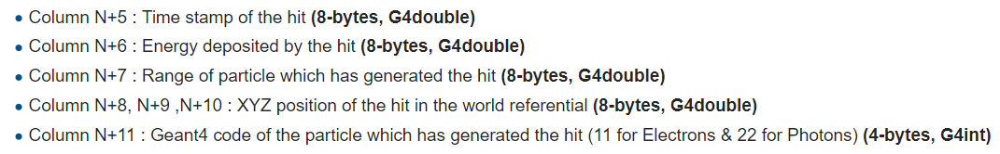 • Column N+5 : Time stamp of the hit (8-bytes, G4double)
• Column N+6 : Energy deposited by the hit (8-bytes, G4double)
• Column N+7 : Range of particle which has generated the hit (8-bytes, G4double)
• Column N+8, N+9 ,N+10 : XYZ position of the hit in the world referential (8-bytes, G4double)
• Column N+11 : Geant4 code of the particle which has generated the hit (11 for Electrons & 22 for Photons) (4-bytes, G4int)